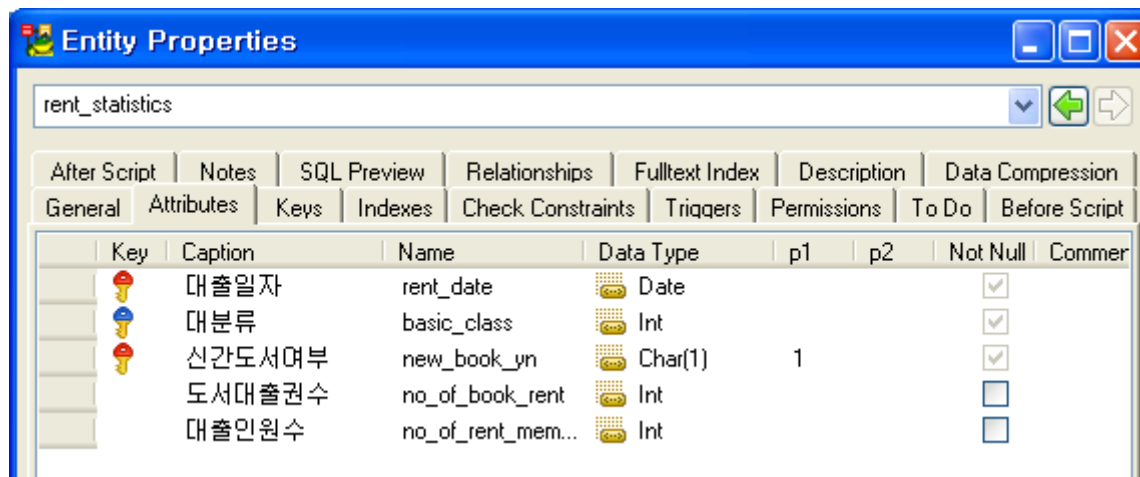 Entity Properties
rent_statistics
After Script Notes SQL Preview Relationships Fulltext Index Description Data Compression
General Attributes Keys Indexes Check Constraints Triggers Permissions To Do Before Script
Key Caption Name Data Type p1 p2 Not Null Commer
대출일자 rent_date Date
대분류 basic_class Int
신간도서여부 new_book_yn Char(1) 1
도서대출권수 no_of_book_rent Int
대출인원수 no_of_rent_mem... Int